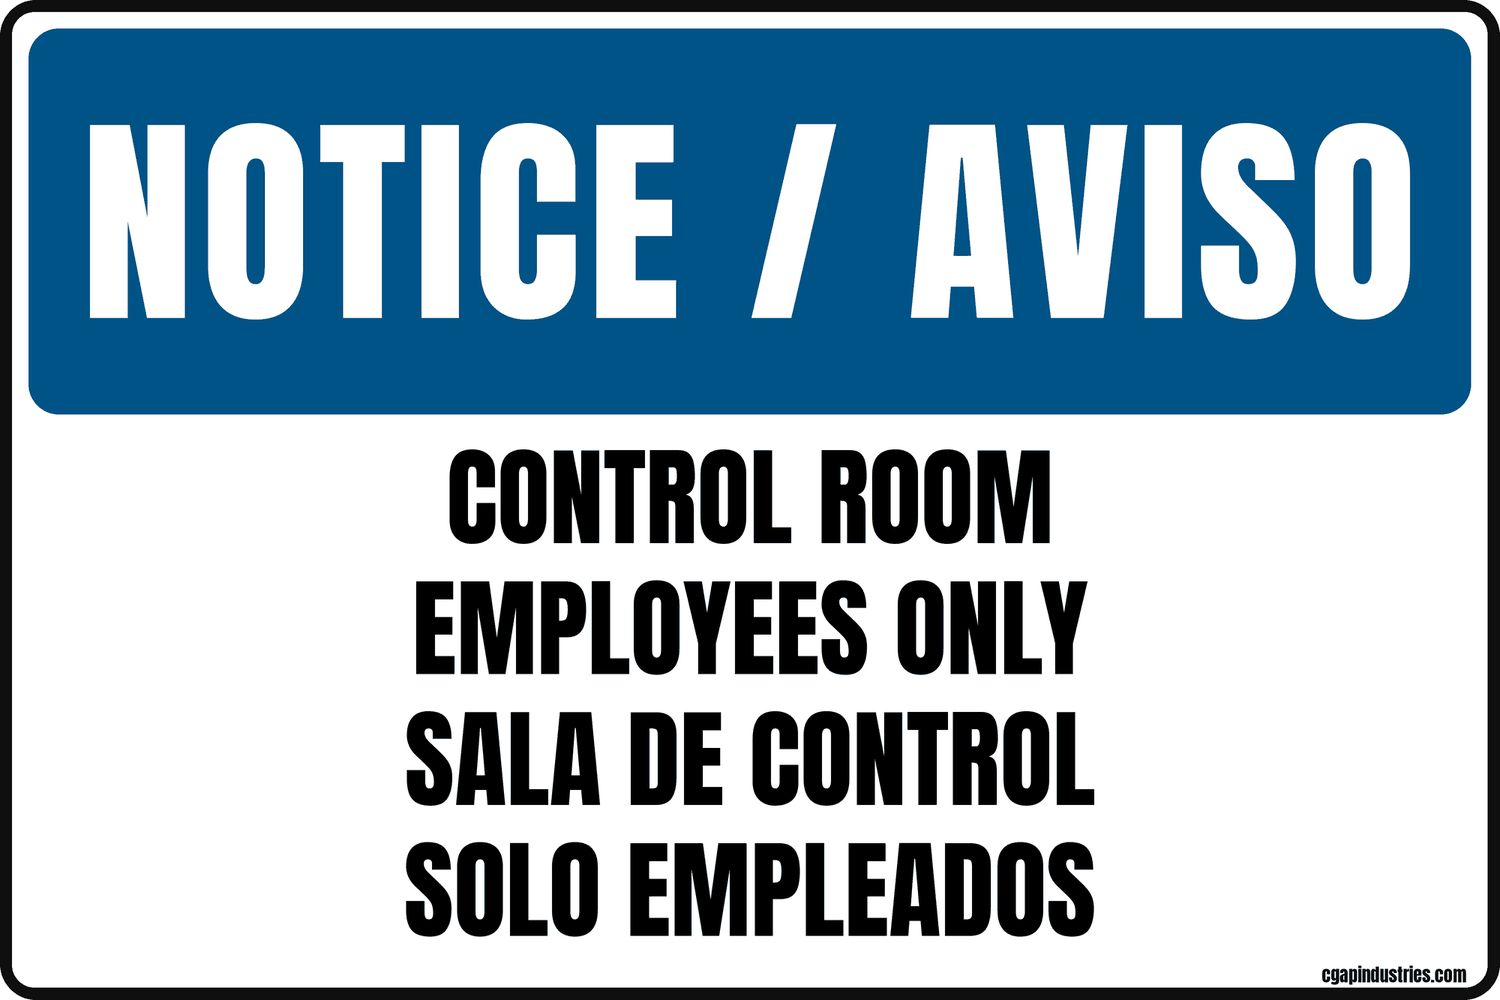 NOTICE / AVISO
CONTROL ROOM
EMPLOYEES ONLY
SALA DE CONTROL
SOLO EMPLEADOS
cgapindustries.com